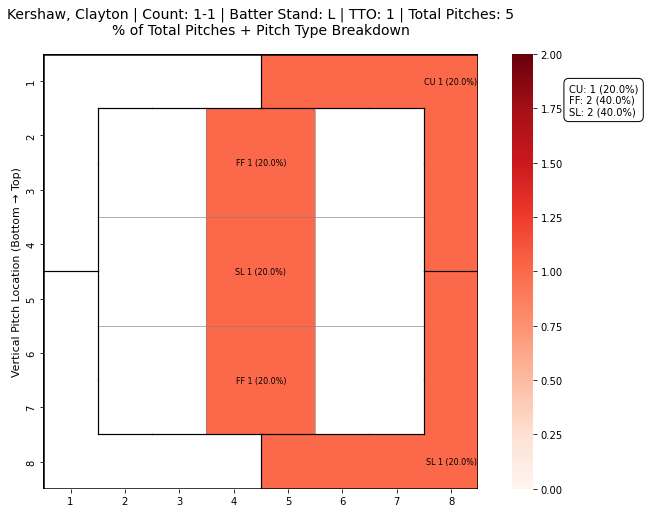 Kershaw, Clayton | Count: 1-1 | Batter Stand: L | TTO: 1 | Total Pitches: 5
% of Total Pitches + Pitch Type Breakdown
Vertical Pitch Location (Bottom → Top)
1
2
3
4
5
6
7
8
CU 1 (20.0%)
FF 1 (20.0%)
SL 1 (20.0%)
FF 1 (20.0%)
SL 1 (20.0%)
1
2
3
4
5
6
7
8
2.00
1.75
1.50
1.25
1.00
0.75
0.50
0.25
0.00
CU: 1 (20.0%)
FF: 2 (40.0%)
SL: 2 (40.0%)